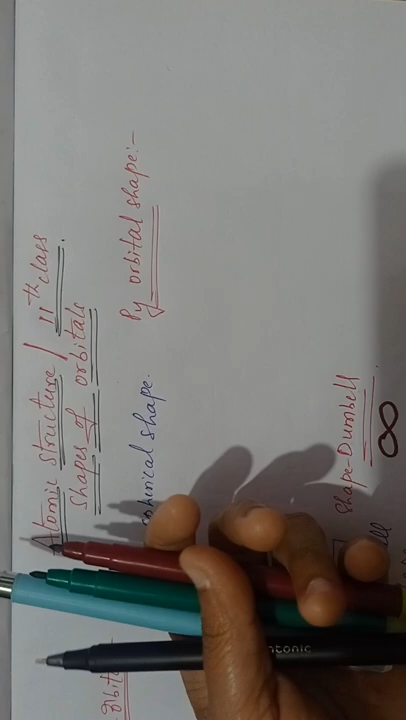 Atomic structure / 11th class
Shapes of orbitals
spherical shape.
Py orbital shape:-
Shape-Dumbell